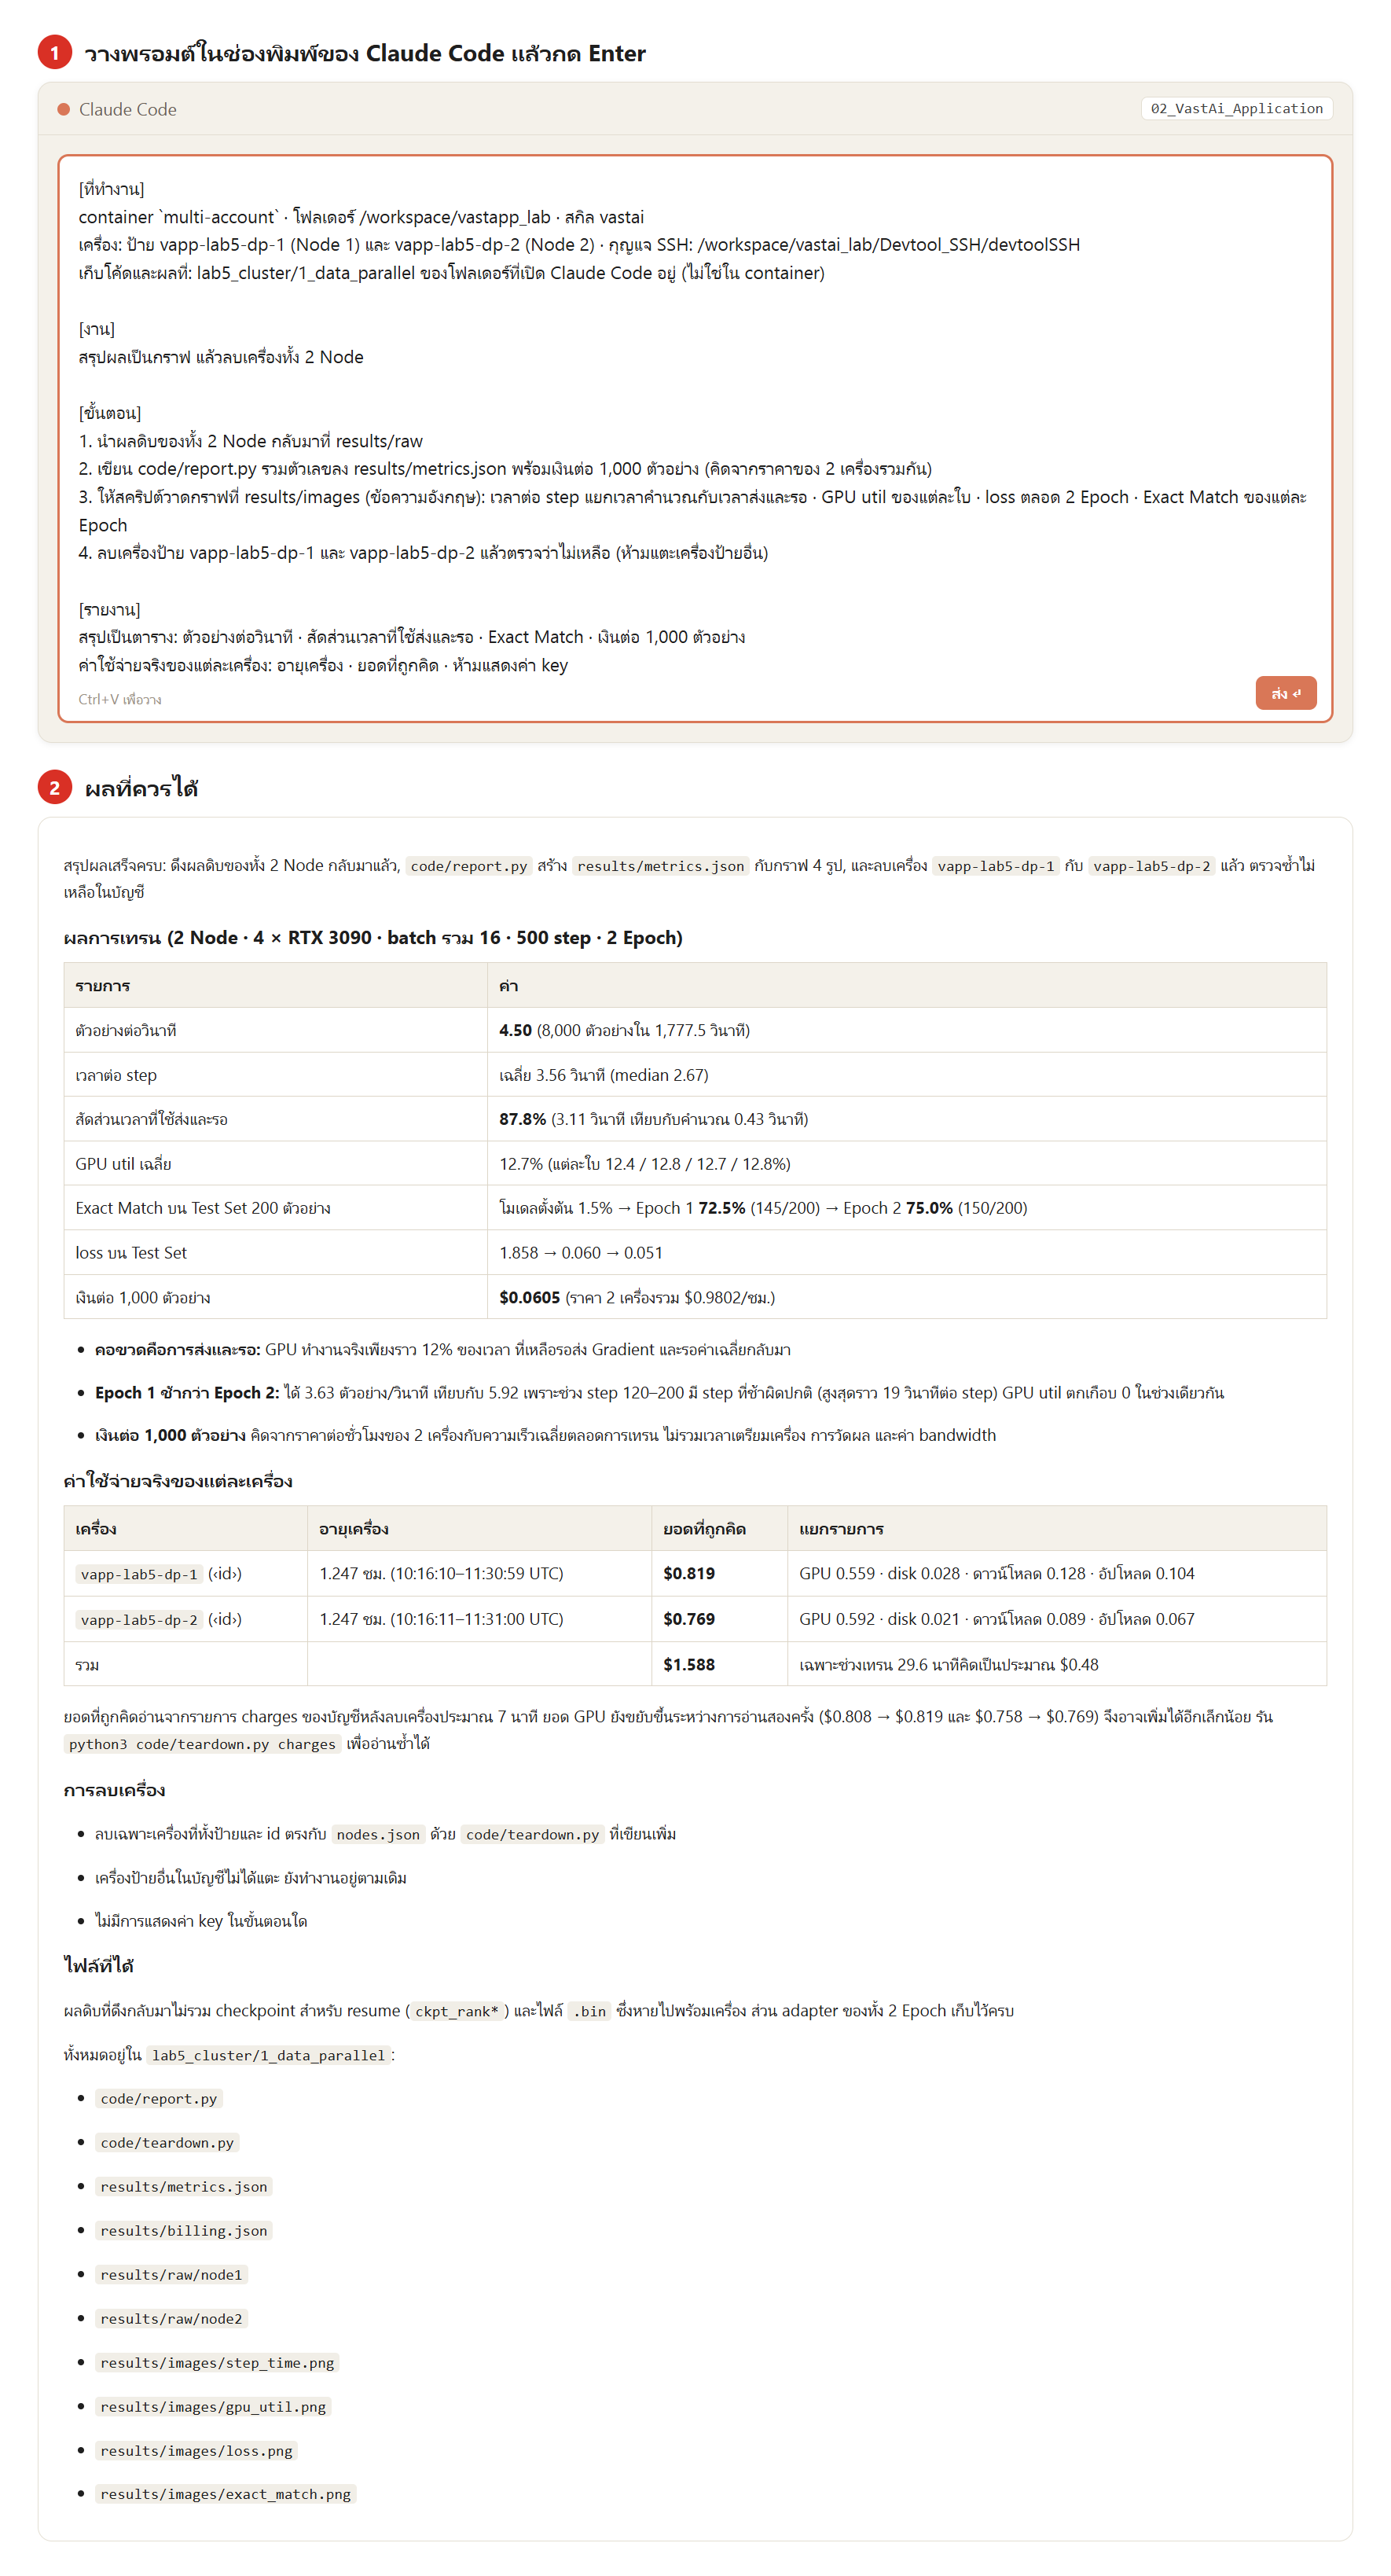 1 วางพรอมต์ในช่องพิมพ์ของ Claude Code แล้วกด Enter
Claude Code
02_VastAi_Application
[ที่ทำงาน]
container `multi-account` · โฟลเดอร์ /workspace/vastapp_lab · สกิล vastai
เครื่อง: ป้าย vapp-lab5-dp-1 (Node 1) และ vapp-lab5-dp-2 (Node 2) · กุญแจ SSH: /workspace/vastai_lab/Devtool_SSH/devtoolSSH
เก็บโค้ดและผลที่: lab5_cluster/1_data_parallel ของโฟลเดอร์ที่เปิด Claude Code อยู่ (ไม่ใช่ใน container)
[งาน]
สรุปผลเป็นกราฟ แล้วลบเครื่องทั้ง 2 Node
[ขั้นตอน]
1. นำผลดิบของทั้ง 2 Node กลับมาที่ results/raw
2. เขียน code/report.py รวมตัวเลขลง results/metrics.json พร้อมเงินต่อ 1,000 ตัวอย่าง (คิดจากราคาของ 2 เครื่องรวมกัน)
3. ให้สคริปต์วาดกราฟที่ results/images (ข้อความอังกฤษ): เวลาต่อ step แยกเวลาคำนวณกับเวลาส่งและรอ · GPU util ของแต่ละใบ · loss ตลอด 2 Epoch · Exact Match ของแต่ละ
Epoch
4. ลบเครื่องป้าย vapp-lab5-dp-1 และ vapp-lab5-dp-2 แล้วตรวจว่าไม่เหลือ (ห้ามแตะเครื่องป้ายอื่น)
[รายงาน]
สรุปเป็นตาราง: ตัวอย่างต่อวินาที · สัดส่วนเวลาที่ใช้ส่งและรอ · Exact Match · เงินต่อ 1,000 ตัวอย่าง
ค่าใช้จ่ายจริงของแต่ละเครื่อง: อายุเครื่อง · ยอดที่ถูกคิด · ห้ามแสดงค่า key
Ctrl+V เพื่อวาง
ส่ง ↵
2 ผลที่ควรได้
สรุปผลเสร็จครบ: ดึงผลดิบของทั้ง 2 Node กลับมาแล้ว, code/report.py สร้าง results/metrics.json กับกราฟ 4 รูป, และลบเครื่อง vapp-lab5-dp-1 กับ vapp-lab5-dp-2 แล้ว ตรวจซ้ำไม่
เหลือในบัญชี
ผลการเทรน (2 Node · 4 × RTX 3090 · batch รวม 16 · 500 step · 2 Epoch)
รายการ ค่า
ตัวอย่างต่อวินาที 4.50 (8,000 ตัวอย่างใน 1,777.5 วินาที)
เวลาต่อ step เฉลี่ย 3.56 วินาที (median 2.67)
สัดส่วนเวลาที่ใช้ส่งและรอ 87.8% (3.11 วินาที เทียบกับคำนวณ 0.43 วินาที)
GPU util เฉลี่ย 12.7% (แต่ละใบ 12.4 / 12.8 / 12.7 / 12.8%)
Exact Match บน Test Set 200 ตัวอย่าง โมเดลตั้งต้น 1.5% → Epoch 1 72.5% (145/200) → Epoch 2 75.0% (150/200)
loss บน Test Set 1.858 → 0.060 → 0.051
เงินต่อ 1,000 ตัวอย่าง $0.0605 (ราคา 2 เครื่องรวม $0.9802/ชม.)
• คอขวดคือการส่งและรอ: GPU ทำงานจริงเพียงราว 12% ของเวลา ที่เหลือรอส่ง Gradient และรอค่าเฉลี่ยกลับมา
• Epoch 1 ช้ากว่า Epoch 2: ได้ 3.63 ตัวอย่าง/วินาที เทียบกับ 5.92 เพราะช่วง step 120–200 มี step ที่ช้าผิดปกติ (สูงสุดราว 19 วินาทีต่อ step) GPU util ตกเกือบ 0 ในช่วงเดียวกัน
• เงินต่อ 1,000 ตัวอย่าง คิดจากราคาต่อชั่วโมงของ 2 เครื่องกับความเร็วเฉลี่ยตลอดการเทรน ไม่รวมเวลาเตรียมเครื่อง การวัดผล และค่า bandwidth
ค่าใช้จ่ายจริงของแต่ละเครื่อง
เครื่อง อายุเครื่อง ยอดที่ถูกคิด แยกรายการ
vapp-lab5-dp-1 (‹id›) 1.247 ชม. (10:16:10–11:30:59 UTC) $0.819 GPU 0.559 · disk 0.028 · ดาวน์โหลด 0.128 · อัปโหลด 0.104
vapp-lab5-dp-2 (‹id›) 1.247 ชม. (10:16:11–11:31:00 UTC) $0.769 GPU 0.592 · disk 0.021 · ดาวน์โหลด 0.089 · อัปโหลด 0.067
รวม $1.588 เฉพาะช่วงเทรน 29.6 นาทีคิดเป็นประมาณ $0.48
ยอดที่ถูกคิดอ่านจากรายการ charges ของบัญชีหลังลบเครื่องประมาณ 7 นาที ยอด GPU ยังขยับขึ้นระหว่างการอ่านสองครั้ง ($0.808 → $0.819 และ $0.758 → $0.769) จึงอาจเพิ่มได้อีกเล็กน้อย รัน
python3 code/teardown.py charges เพื่ออ่านซ้ำได้
การลบเครื่อง
• ลบเฉพาะเครื่องที่ทั้งป้ายและ id ตรงกับ nodes.json ด้วย code/teardown.py ที่เขียนเพิ่ม
• เครื่องป้ายอื่นในบัญชีไม่ได้แตะ ยังทำงานอยู่ตามเดิม
• ไม่มีการแสดงค่า key ในขั้นตอนใด
ไฟล์ที่ได้
ผลดิบที่ดึงกลับมาไม่รวม checkpoint สำหรับ resume (ckpt_rank*) และไฟล์ .bin ซึ่งหายไปพร้อมเครื่อง ส่วน adapter ของทั้ง 2 Epoch เก็บไว้ครบ
ทั้งหมดอยู่ใน lab5_cluster/1_data_parallel:
• code/report.py
• code/teardown.py
• results/metrics.json
• results/billing.json
• results/raw/node1
• results/raw/node2
• results/images/step_time.png
• results/images/gpu_util.png
• results/images/loss.png
• results/images/exact_match.png